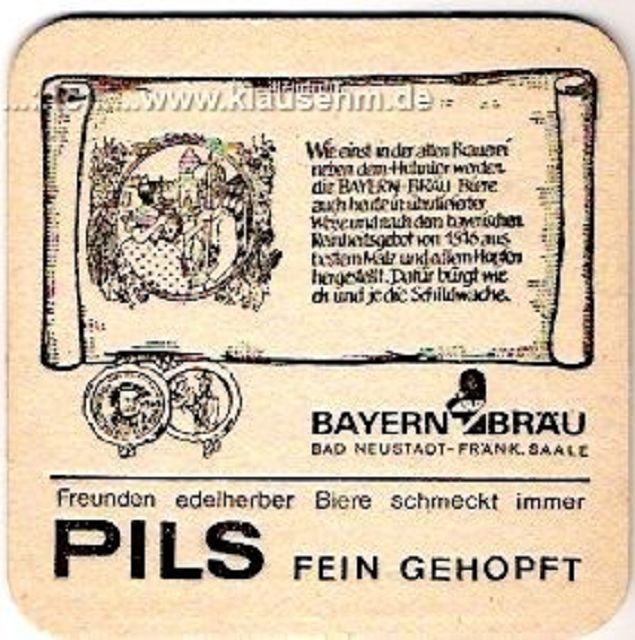 www.klausehm.de
Wie einst in der alten Brauerei
neben dem Hohntor werden
die BAYERN-BRÄU Biere
auch heute in
Weise und nach dem bayerischen
Reinheitsgebot von 1516 aus
bestem Malz und edlem Hopfen
hergestellt. Dafür bürgt wie
eh und je die Schildwache.
BAYERN BRÄU
BAD NEUSTADT-FRÄNK. SAALE
Freunden edelherber Biere schmeckt immer
PILS FEIN GEHOPFT